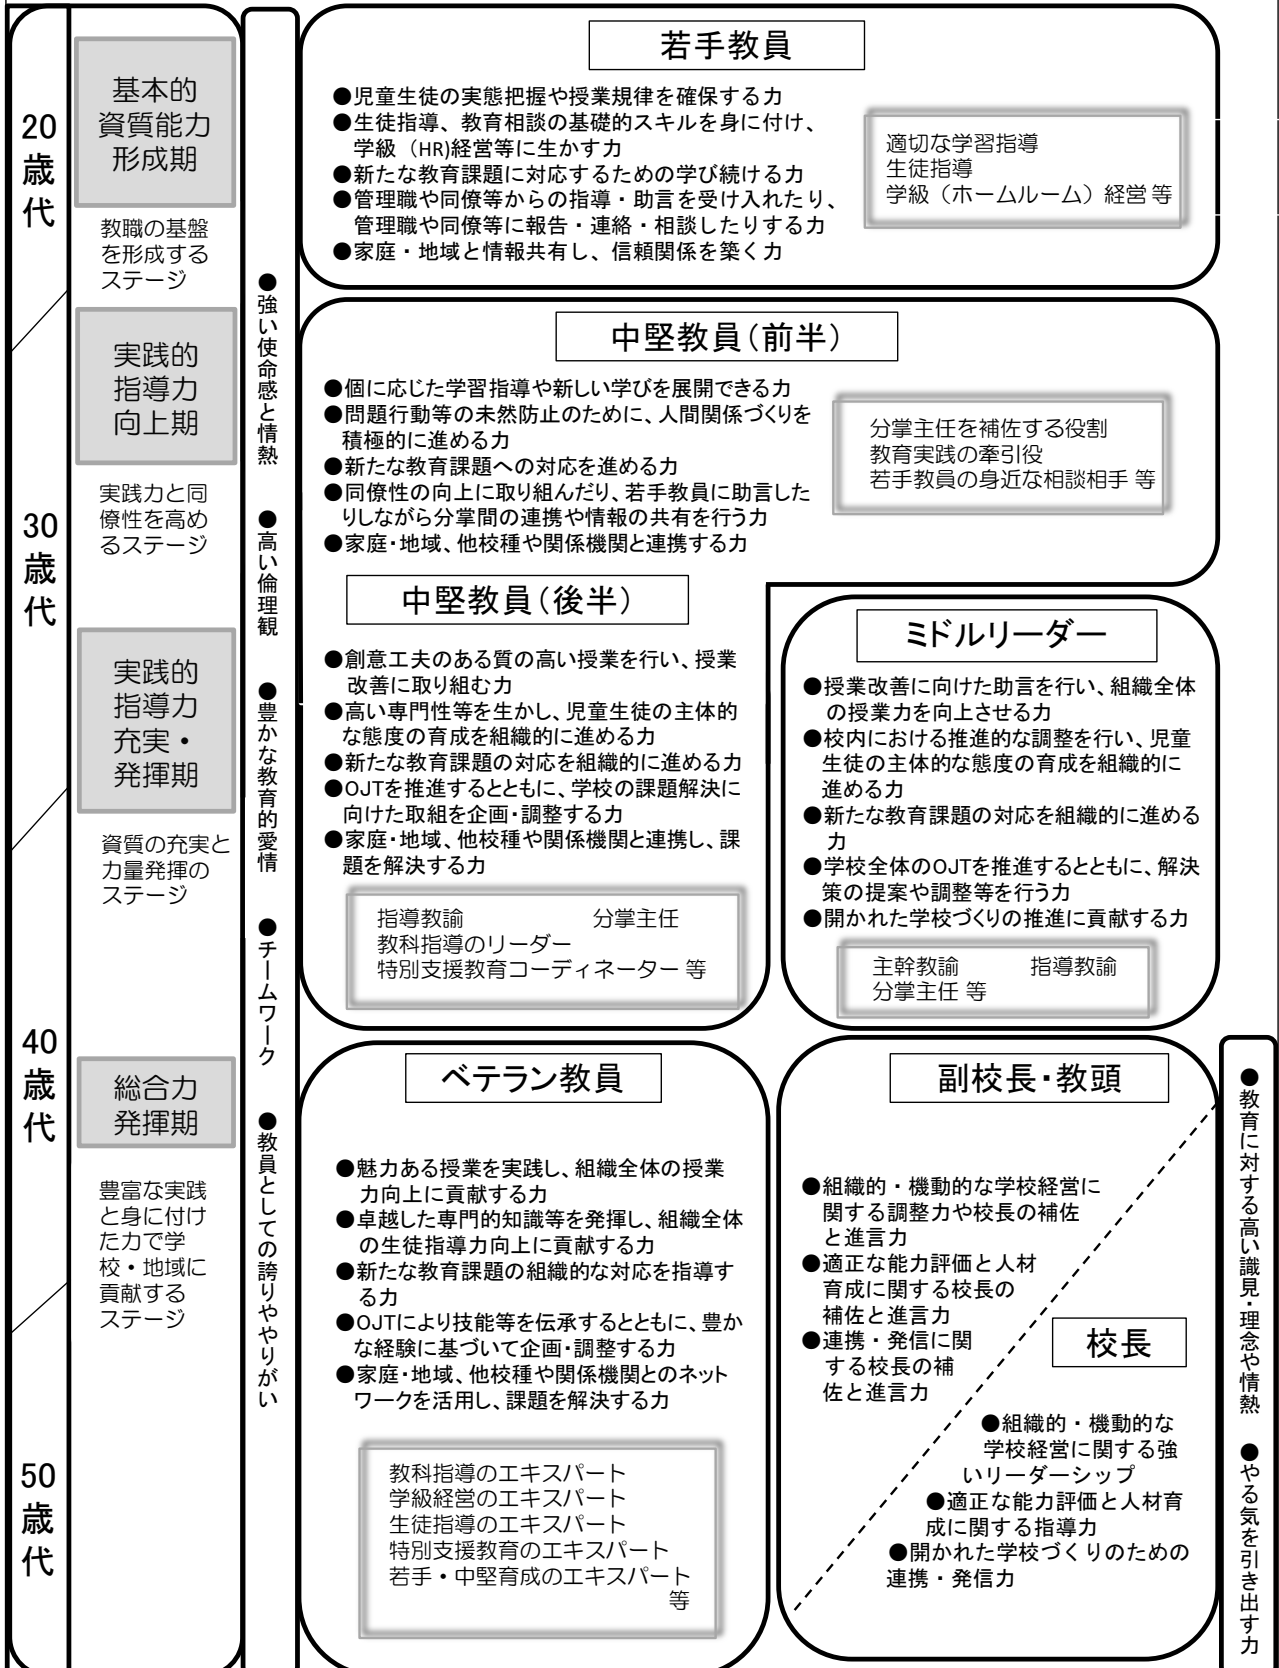 20
歳
代
30
歳
代
40
歳
代
50
歳
代
基本的
資質能力
形成期
教職の基盤
を形成する
ステージ
実践的
指導力
向上期
実践力と同
僚性を高め
るステージ
実践的
指導力
充実・
発揮期
資質の充実と
力量発揮の
ステージ
総合力
発揮期
豊富な実践
と身に付け
た力で学
校・地域に
貢献する
ステージ
●強い使命感と情熱 ●高い倫理観 ●豊かな教育的愛情 ●チームワーク ●教員としての誇りややりがい
若手教員
●児童生徒の実態把握や授業規律を確保する力
●生徒指導、教育相談の基礎的スキルを身に付け、
学級（HR)経営等に生かす力
●新たな教育課題に対応するための学び続ける力
●管理職や同僚等からの指導・助言を受け入れたり、
管理職や同僚等に報告・連絡・相談したりする力
●家庭・地域と情報共有し、信頼関係を築く力
適切な学習指導
生徒指導
学級（ホームルーム）経営 等
中堅教員（前半）
●個に応じた学習指導や新しい学びを展開できる力
●問題行動等の未然防止のために、人間関係づくりを
積極的に進める力
●新たな教育課題への対応を進める力
●同僚性の向上に取り組んだり、若手教員に助言した
りしながら分掌間の連携や情報の共有を行う力
●家庭・地域、他校種や関係機関と連携する力
分掌主任を補佐する役割
教育実践の牽引役
若手教員の身近な相談相手 等
中堅教員（後半）
●創意工夫のある質の高い授業を行い、授業
改善に取り組む力
●高い専門性等を生かし、児童生徒の主体的
な態度の育成を組織的に進める力
●新たな教育課題の対応を組織的に進める力
●OJTを推進するとともに、学校の課題解決に
向けた取組を企画・調整する力
●家庭・地域、他校種や関係機関と連携し、課
題を解決する力
指導教諭 分掌主任
教科指導のリーダー
特別支援教育コーディネーター 等
ミドルリーダー
●授業改善に向けた助言を行い、組織全体
の授業力を向上させる力
●校内における推進的な調整を行い、児童
生徒の主体的な態度の育成を組織的に
進める力
●新たな教育課題の対応を組織的に進める
力
●学校全体のOJTを推進するとともに、解決
策の提案や調整等を行う力
●開かれた学校づくりの推進に貢献する力
主幹教諭 指導教諭
分掌主任 等
ベテラン教員
●魅力ある授業を実践し、組織全体の授業
力向上に貢献する力
●卓越した専門的知識等を発揮し、組織全体
の生徒指導力向上に貢献する力
●新たな教育課題の組織的な対応を指導す
る力
●OJTにより技能等を伝承するとともに、豊か
な経験に基づいて企画・調整する力
●家庭・地域、他校種や関係機関とのネット
ワークを活用し、課題を解決する力
教科指導のエキスパート
学級経営のエキスパート
生徒指導のエキスパート
特別支援教育のエキスパート
若手・中堅育成のエキスパート
等
副校長・教頭
●組織的・機動的な学校経営に
関する調整力や校長の補佐
と進言力
●適正な能力評価と人材
育成に関する校長の
補佐と進言力
●連携・発信に関
する校長の補
佐と進言力
校長
●組織的・機動的な
学校経営に関する強
いリーダーシップ
●適正な能力評価と人材育
成に関する指導力
●開かれた学校づくりのための
連携・発信力
●教育に対する高い識見・理念や情熱 ●やる気を引き出す力